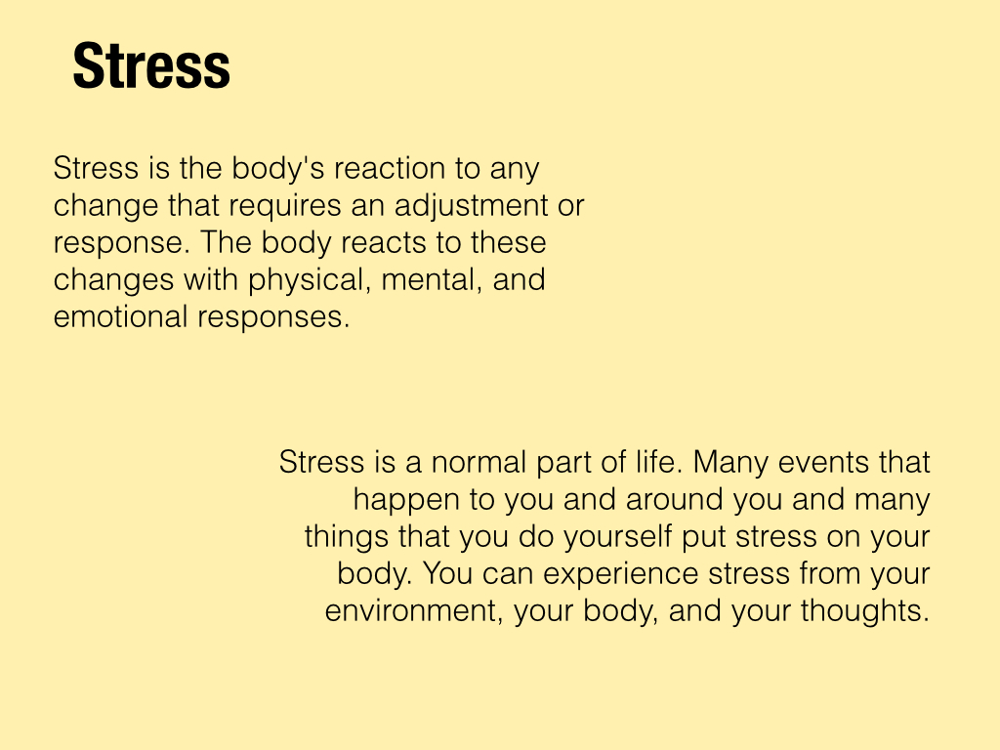 Stress
Stress is the body's reaction to any
change that requires an adjustment or
response. The body reacts to these
changes with physical, mental, and
emotional responses.
Stress is a normal part of life. Many events that
happen to you and around you and many
things that you do yourself put stress on your
body. You can experience stress from your
environment, your body, and your thoughts.